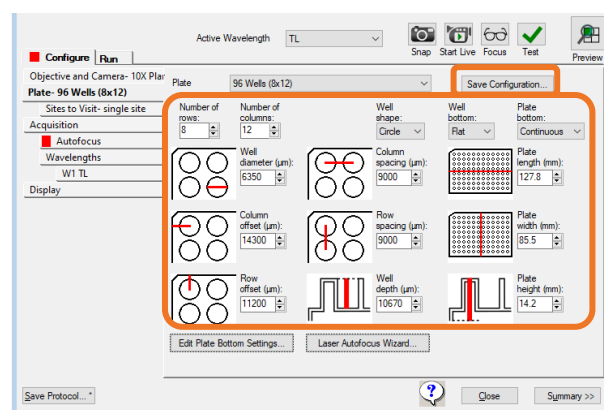 Active Wavelength TL
Snap Start Live Focus Test Preview
Configure Run
Objective and Camera- 10X Plan
Plate- 96 Wells (8x12)
Sites to Visit- single site
Acquisition
Autofocus
Wavelengths
W1 TL
Display
Plate 96 Wells (8x12) Save Configuration...
Number of rows:
8
Number of columns:
12
Well shape:
Circle
Well bottom:
Flat
Plate bottom:
Continuous
Well diameter (µm):
6350
Column spacing (µm):
9000
Plate length (mm):
127.8
Column offset (µm):
14300
Row spacing (µm):
9000
Plate width (mm):
85.5
Row offset (µm):
11200
Well depth (µm):
10670
Plate height (mm):
14.2
Edit Plate Bottom Settings... Laser Autofocus Wizard...
Save Protocol... * ? Close Summary >>